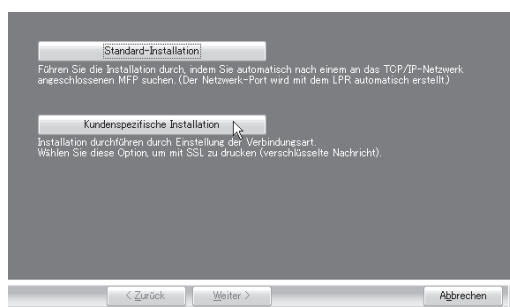 Standard-Installation
Führen Sie die Installation durch, indem Sie automatisch nach einem an das TCP/IP-Netzwerk
angeschlossenen MFP suchen. (Der Netzwerk-Port wird mit dem LPR automatisch erstellt)
Kundenspezifische Installation
Installation durchführen durch Einstellung der Verbindungsart.
Wählen Sie diese Option, um mit SSL zu drucken (verschlüsselte Nachricht).
< Zurück Weiter > Abbrechen